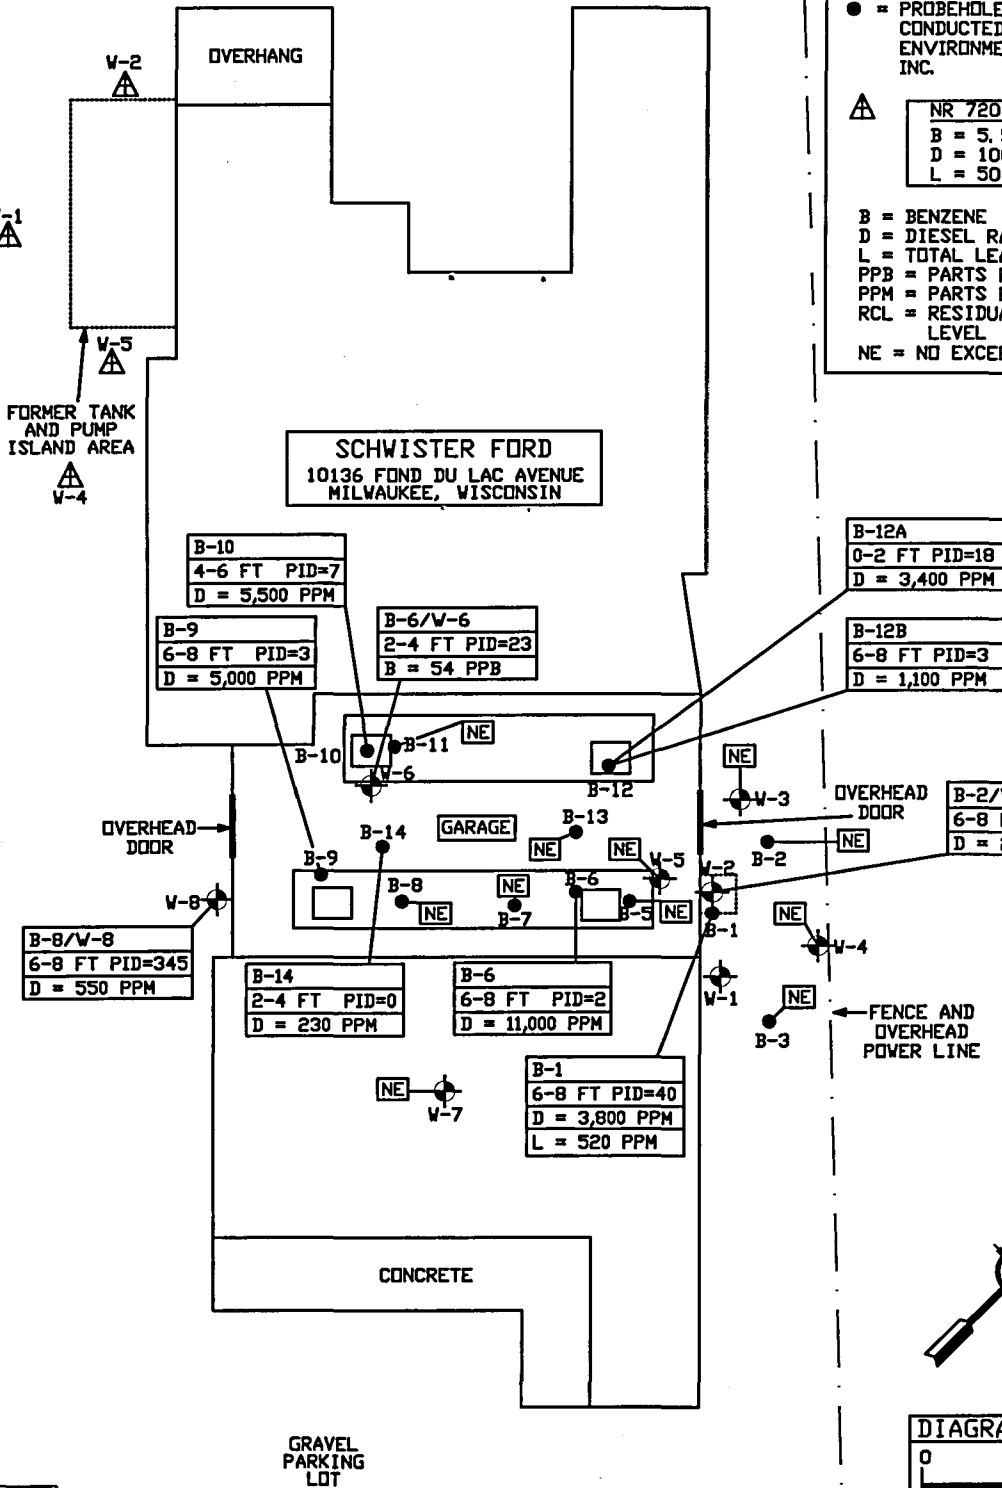 OVERHANG
W-2
-1
W-5
FORMER TANK
AND PUMP
ISLAND AREA
W-4
= PROBEHOLE
CONDUCTED
ENVIRONME
INC.
NR 720
B = 5.
D = 10
L = 50
B = BENZENE
D = DIESEL RA
L = TOTAL LEA
PPB = PARTS
PPM = PARTS
RCL = RESIDUA
LEVEL
NE = NO EXCE
SCHWISTER FORD
10136 FOND DU LAC AVENUE
MILWAUKEE, WISCONSIN
B-10
4-6 FT PID=7
D = 5,500 PPM
B-9
6-8 FT PID=3
D = 5,000 PPM
B-6/W-6
2-4 FT PID=23
B = 54 PPB
B-12A
0-2 FT PID=18
D = 3,400 PPM
B-12B
6-8 FT PID=3
D = 1,100 PPM
B-10
B-11
NE
W-6
B-12
NE
W-3
OVERHEAD
DOOR
B-2/
6-8
D =
OVERHEAD
DOOR
B-14
GARAGE
B-13
NE
NE
W-5
B-2
NE
B-9
B-8
NE
NE
B-7
B-6
B-5
NE
W-2
B-1
NE
W-4
W-8
B-8/W-8
6-8 FT PID=345
D = 550 PPM
B-14
2-4 FT PID=0
D = 230 PPM
B-6
6-8 FT PID=2
D = 11,000 PPM
W-1
NE
B-3
FENCE AND
OVERHEAD
POWER LINE
B-1
6-8 FT PID=40
D = 3,800 PPM
L = 520 PPM
NE
W-7
CONCRETE
GRAVEL
PARKING
LOT
DIAGRA
0